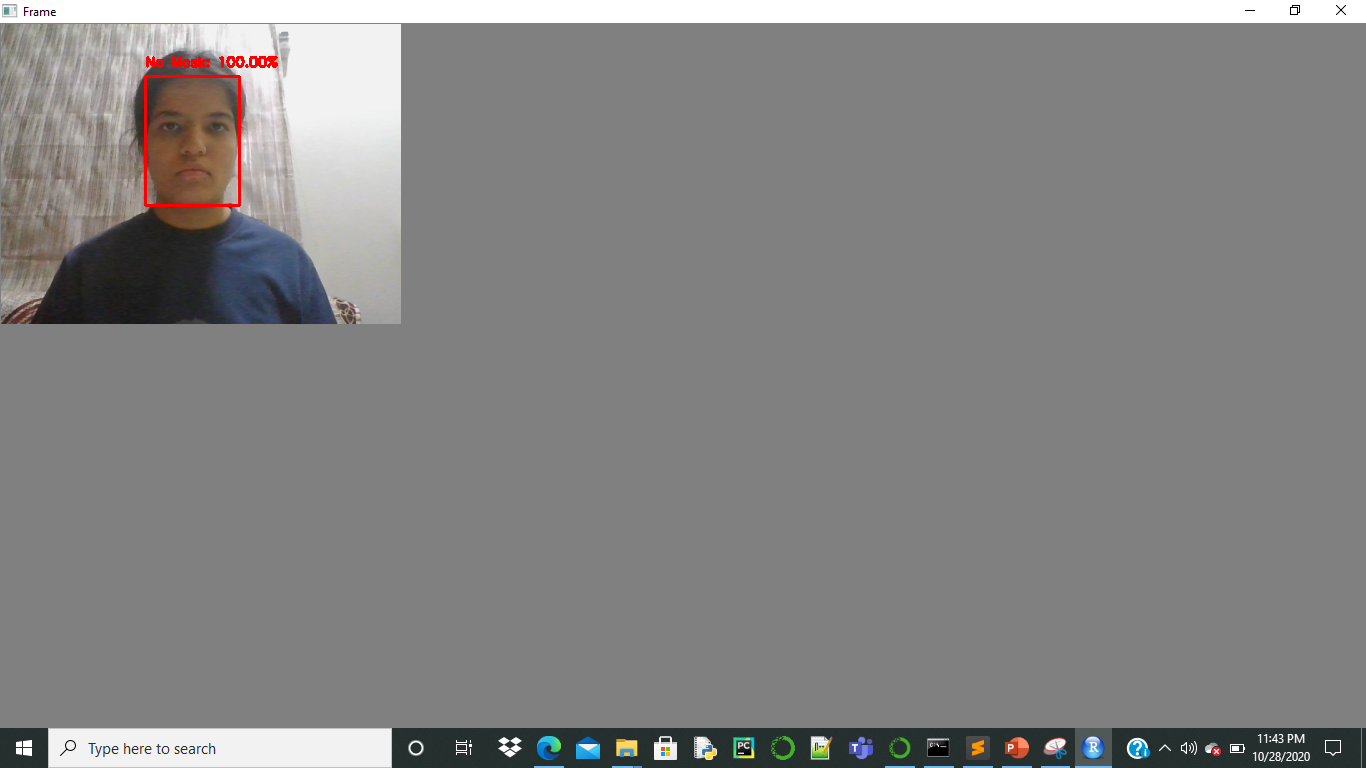 Frame
No Mask: 100.00%
Type here to search
11:43 PM
10/28/2020